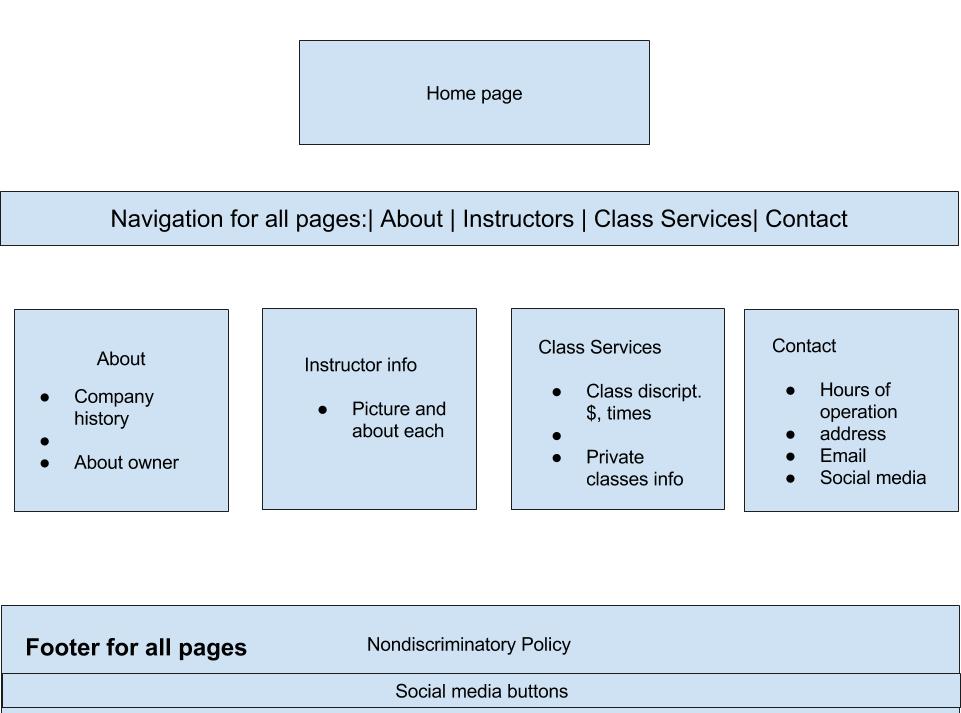 Home page
Navigation for all pages:| About | Instructors | Class Services| Contact
About
● Company
history
●
● About owner
Instructor info
● Picture and
about each
Class Services
● Class discript.
$, times
●
● Private
classes info
Contact
● Hours of
operation
● address
● Email
● Social media
Footer for all pages
Nondiscriminatory Policy
Social media buttons